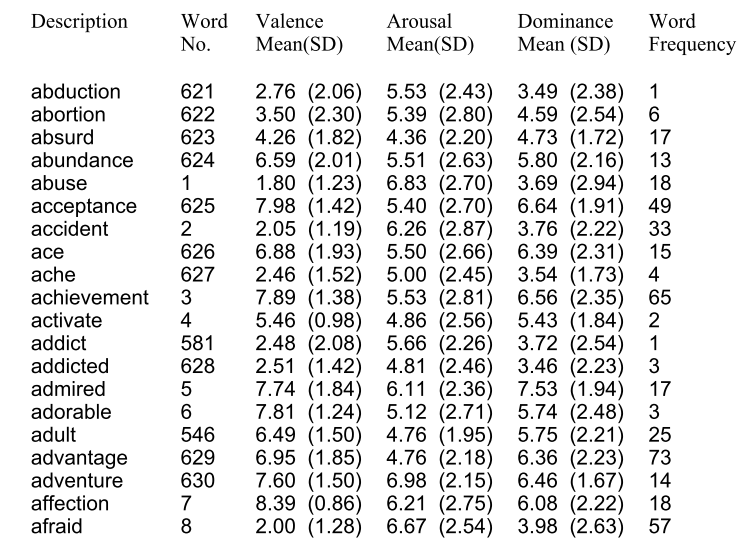 Description Word Valence Arousal Dominance Word
No. Mean(SD) Mean(SD) Mean (SD) Frequency
abduction 621 2.76 (2.06) 5.53 (2.43) 3.49 (2.38) 1
abortion 622 3.50 (2.30) 5.39 (2.80) 4.59 (2.54) 6
absurd 623 4.26 (1.82) 4.36 (2.20) 4.73 (1.72) 17
abundance 624 6.59 (2.01) 5.51 (2.63) 5.80 (2.16) 13
abuse 1 1.80 (1.23) 6.83 (2.70) 3.69 (2.94) 18
acceptance 625 7.98 (1.42) 5.40 (2.70) 6.64 (1.91) 49
accident 2 2.05 (1.19) 6.26 (2.87) 3.76 (2.22) 33
ace 626 6.88 (1.93) 5.50 (2.66) 6.39 (2.31) 15
ache 627 2.46 (1.52) 5.00 (2.45) 3.54 (1.73) 4
achievement 3 7.89 (1.38) 5.53 (2.81) 6.56 (2.35) 65
activate 4 5.46 (0.98) 4.86 (2.56) 5.43 (1.84) 2
addict 581 2.48 (2.08) 5.66 (2.26) 3.72 (2.54) 1
addicted 628 2.51 (1.42) 4.81 (2.46) 3.46 (2.23) 3
admired 5 7.74 (1.84) 6.11 (2.36) 7.53 (1.94) 17
adorable 6 7.81 (1.24) 5.12 (2.71) 5.74 (2.48) 3
adult 546 6.49 (1.50) 4.76 (1.95) 5.75 (2.21) 25
advantage 629 6.95 (1.85) 4.76 (2.18) 6.36 (2.23) 73
adventure 630 7.60 (1.50) 6.98 (2.15) 6.46 (1.67) 14
affection 7 8.39 (0.86) 6.21 (2.75) 6.08 (2.22) 18
afraid 8 2.00 (1.28) 6.67 (2.54) 3.98 (2.63) 57